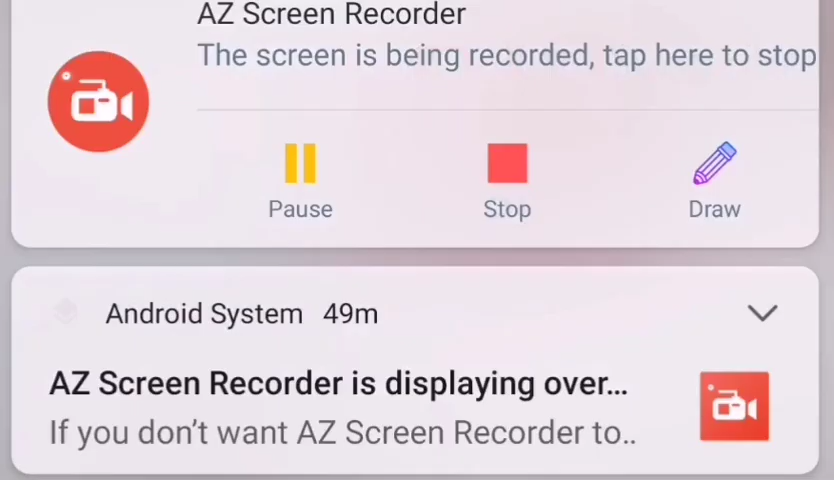 AZ Screen Recorder
The screen is being recorded, tap here to stop
Pause Stop Draw
Android System 49m
AZ Screen Recorder is displaying over...
If you don't want AZ Screen Recorder to..